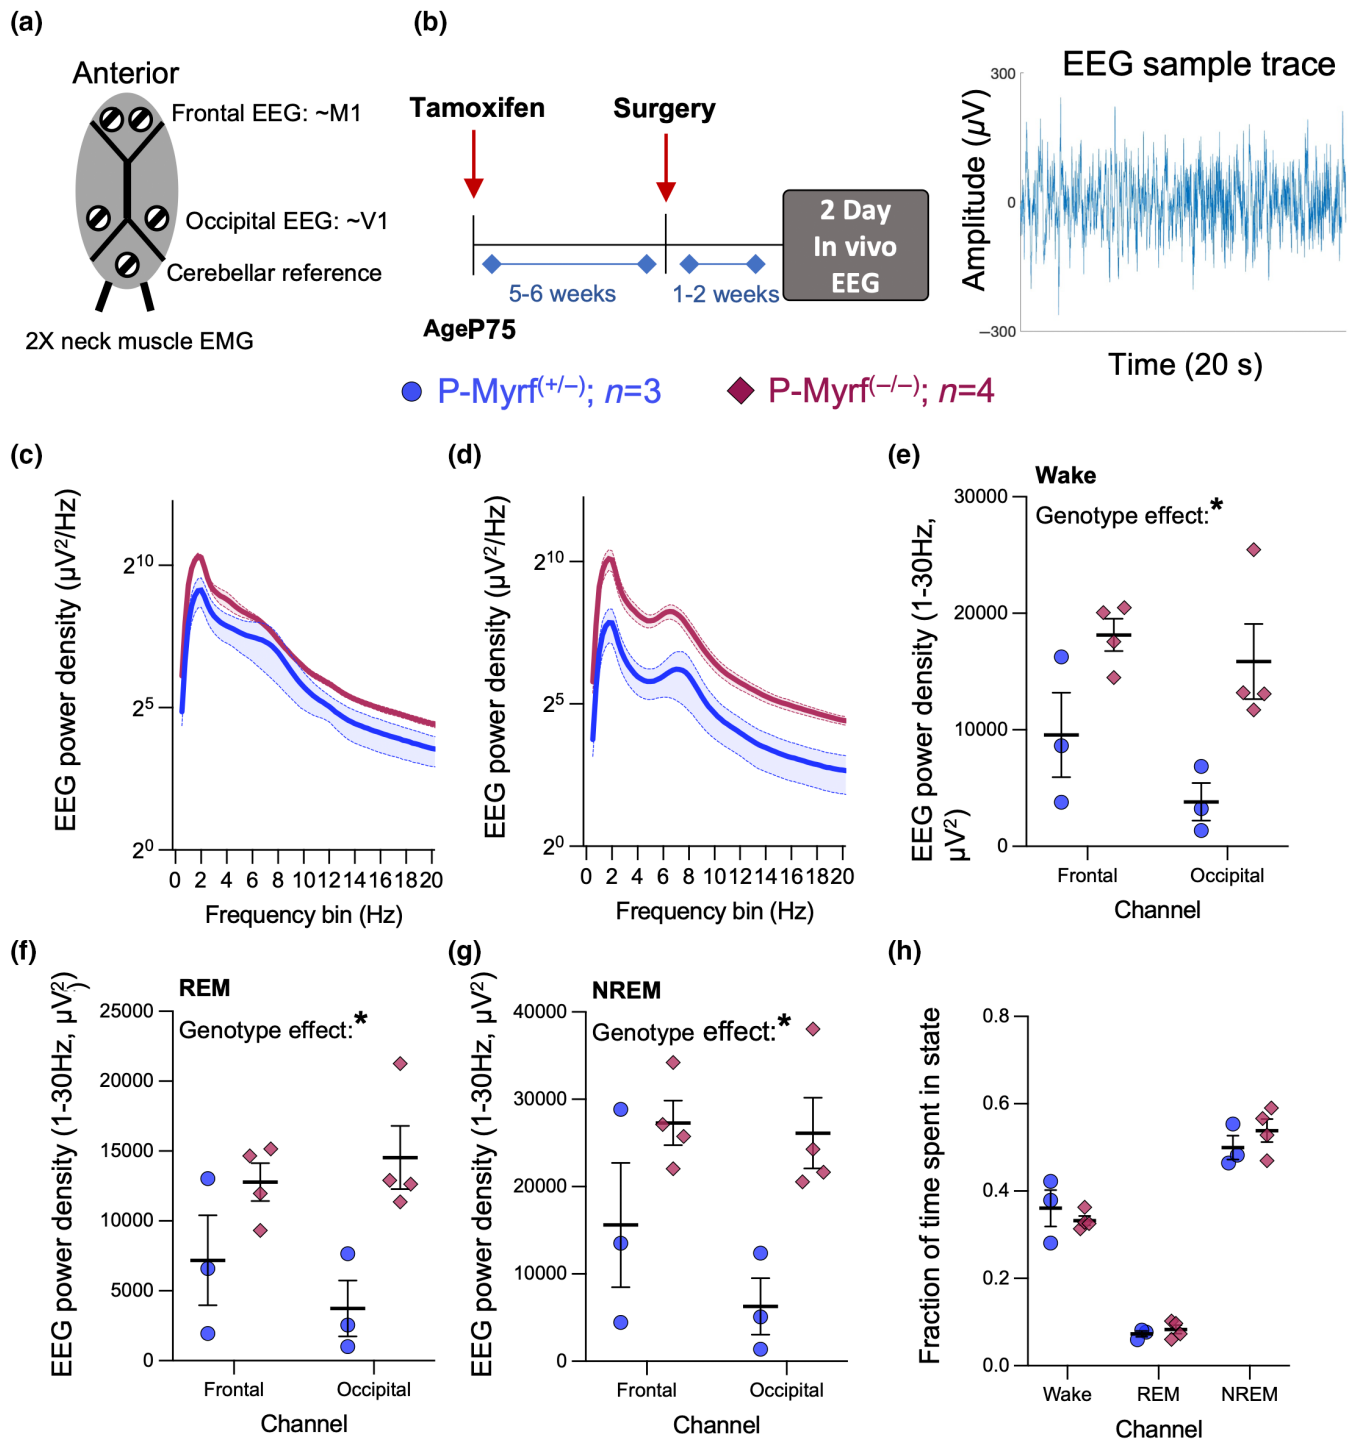 (a)
Anterior
Frontal EEG: ~M1
Occipital EEG: ~V1
Cerebellar reference
2X neck muscle EMG
(b)
Tamoxifen
Surgery
2 Day
In vivo
EEG
5-6 weeks
1-2 weeks
AgeP75
EEG sample trace
Amplitude (µV)
300
0
−300
Time (20 s)
P-Myrf(+/−); n=3
P-Myrf(−/−); n=4
(c)
EEG power density (µV2/Hz)
210
25
20
0 2 4 6 8 10 12 14 16 18 20
Frequency bin (Hz)
(d)
EEG power density (µV2/Hz)
210
25
20
0 2 4 6 8 10 12 14 16 18 20
Frequency bin (Hz)
(e)
Wake
Genotype effect:*
EEG power density (1-30Hz,
µV2)
30000
20000
10000
0
Frontal Occipital
Channel
(f)
REM
Genotype effect:*
EEG power density (1-30Hz, µV2)
25000
20000
15000
10000
5000
0
Frontal Occipital
Channel
(g)
NREM
Genotype effect:*
EEG power density (1-30Hz, µV2)
40000
30000
20000
10000
0
Frontal Occipital
Channel
(h)
Fraction of time spent in state
0.8
0.6
0.4
0.2
0.0
Wake REM NREM
Channel